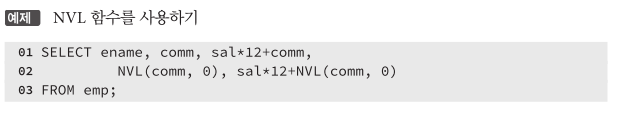 예제 NVL 함수를 사용하기
01 SELECT ename, comm, sal*12+comm,
02 NVL(comm, 0), sal*12+NVL(comm, 0)
03 FROM emp;